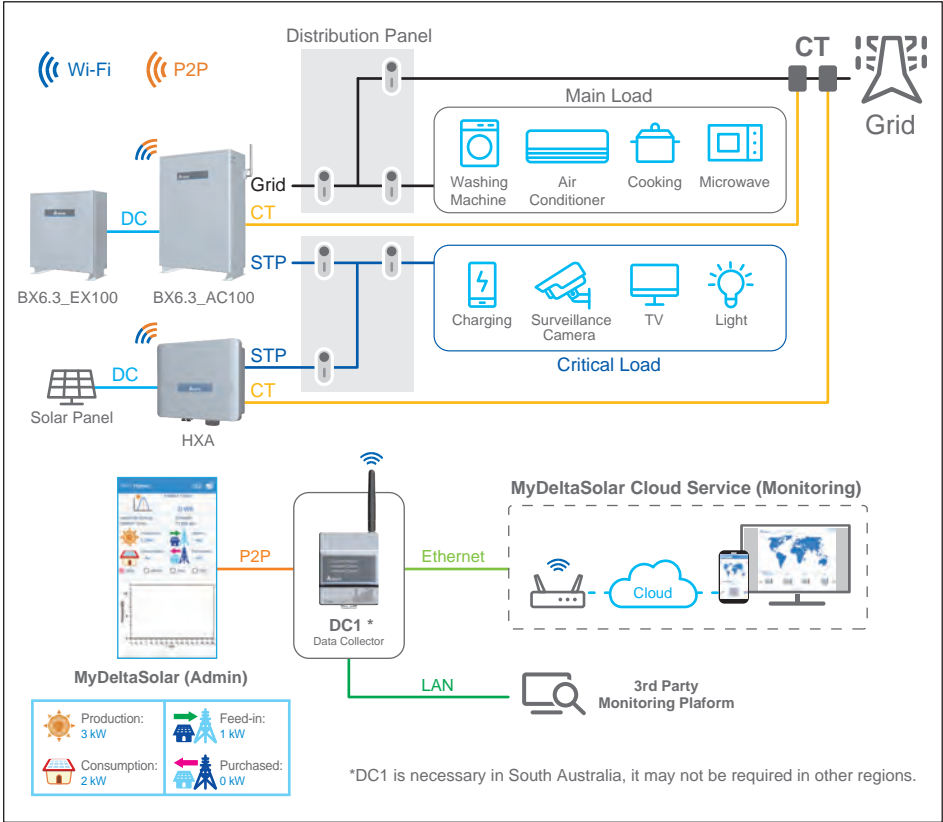 Wi-Fi
P2P
Distribution Panel
CT
Grid
Main Load
Washing
Machine
Air
Conditioner
Cooking
Microwave
Grid
CT
DC
BX6.3_EX100
BX6.3_AC100
STP
Charging
Surveillance
Camera
TV
Light
Critical Load
STP
CT
DC
Solar Panel
HXA
MyDeltaSolar Cloud Service (Monitoring)
P2P
Ethernet
Cloud
DC1 *
Data Collector
MyDeltaSolar (Admin)
LAN
3rd Party
Monitoring Plaform
Production:
3 kW
Feed-in:
1 kW
Consumption:
2 kW
Purchased:
0 kW
*DC1 is necessary in South Australia, it may not be required in other regions.